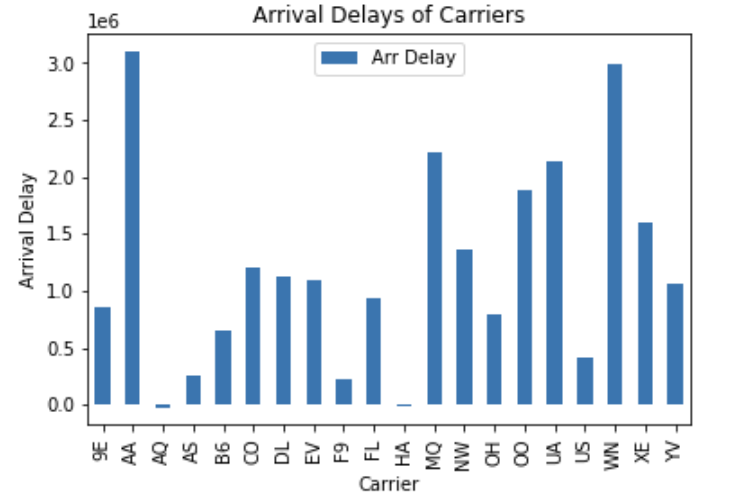 Arrival Delays of Carriers
1e6
Arr Delay
3.0
2.5
2.0
1.5
1.0
0.5
0.0
Arrival Delay
9E AA AQ AS B6 CO DL EV F9 FL HA MQ NW OH OO UA US WN XE YV
Carrier